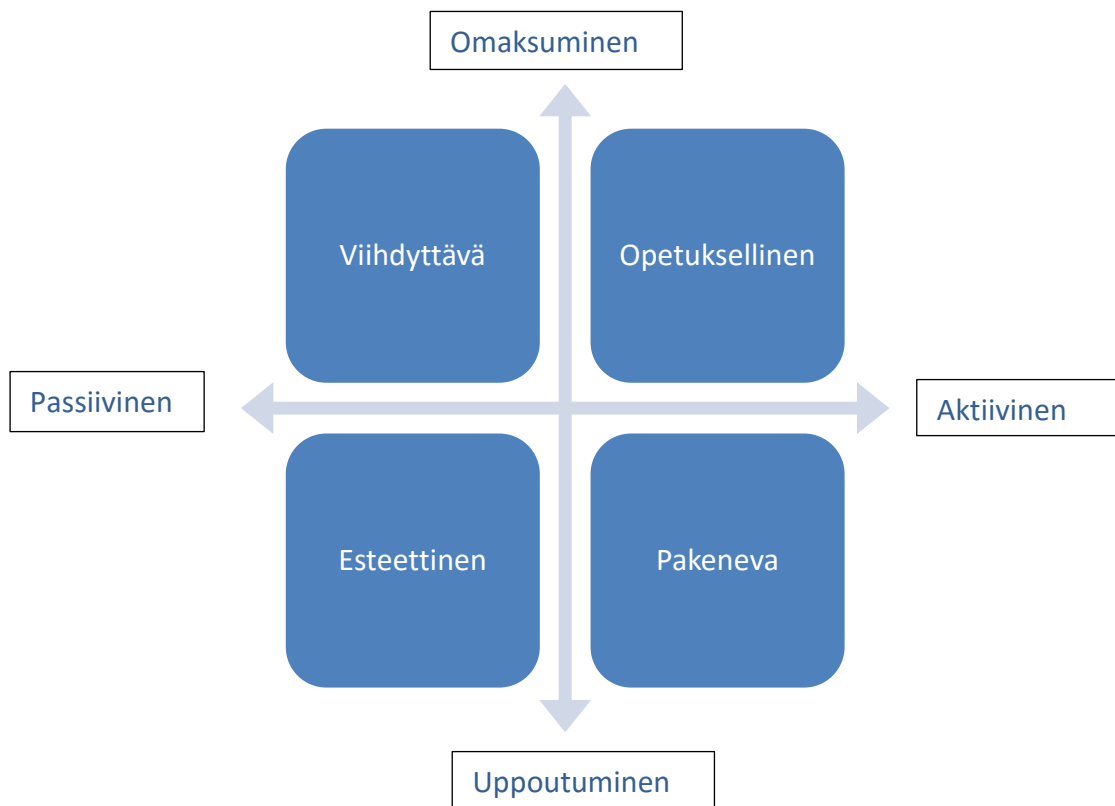 Omaksuminen
Viihdyttävä
Opetuksellinen
Passiivinen
Aktiivinen
Esteettinen
Pakeneva
Uppoutuminen